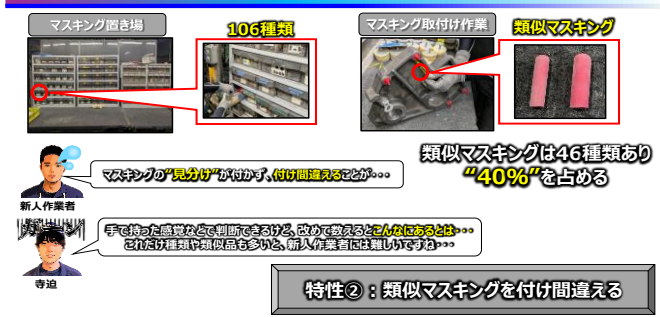 マスキング置き場
106種類
マスキング取付け作業
類似マスキング
マスキングの“見分け”が付かず、付け間違えることが・・・
新人作業者
類似マスキングは46種類あり
“40%”を占める
手で持った感覚などで判断できるけど、改めて数えるとこんなにあるとは・・・
これだけ種類や類似品も多いと、新人作業者には難しいですね・・・
寺迫
特性②：類似マスキングを付け間違える